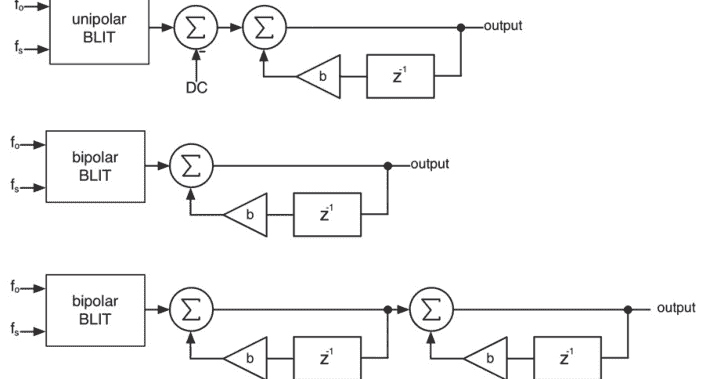 fo
unipolar
BLIT
Σ
Σ
output
fs
-
DC
b
z-1
fo
bipolar
BLIT
Σ
output
fs
b
z-1
fo
bipolar
BLIT
Σ
Σ
output
fs
b
z-1
b
z-1